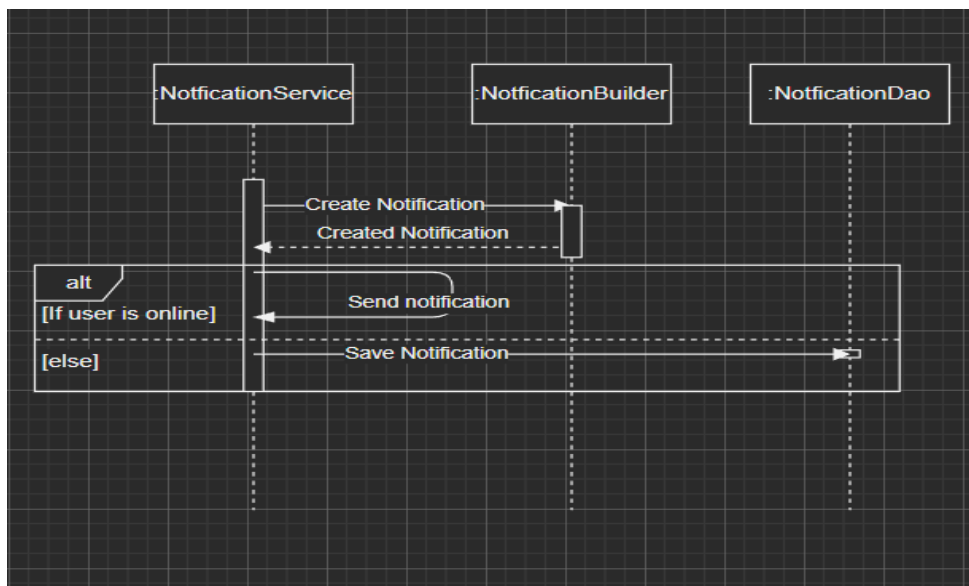 :NotficationService
:NotficationBuilder
:NotficationDao
Create Notification
Created Notification
alt
Send notification
[If user is online]
Save Notification
[else]